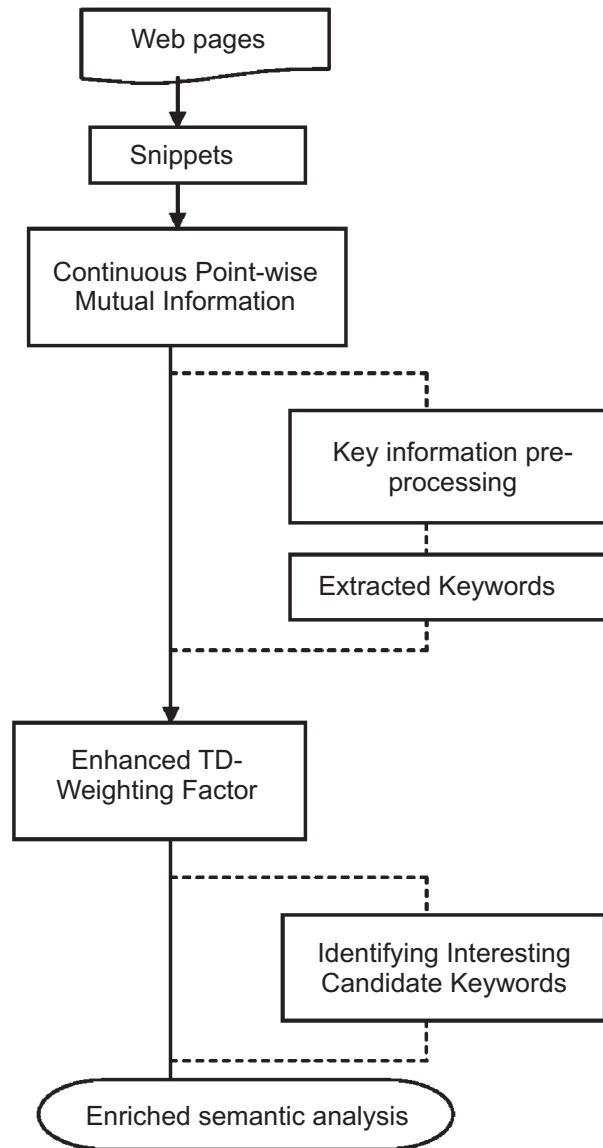 Web pages
Snippets
Continuous Point-wise
Mutual Information
Key information pre-
processing
Extracted Keywords
Enhanced TD-
Weighting Factor
Identifying Interesting
Candidate Keywords
Enriched semantic analysis